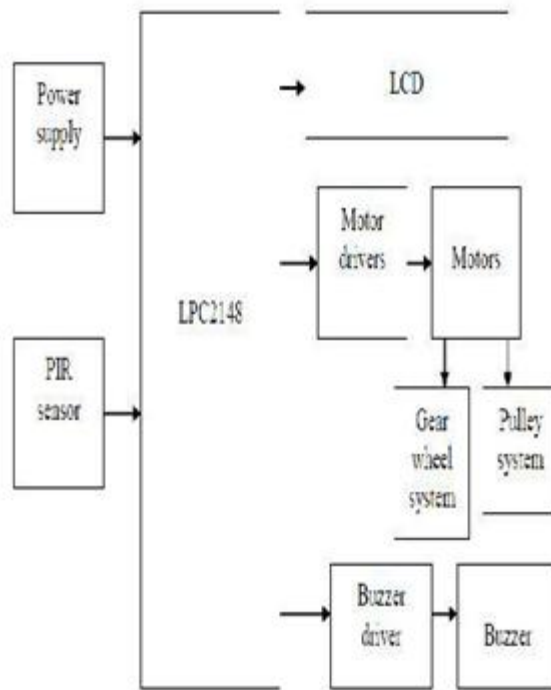 Power
supply
PIR
sensor
LPC2148
LCD
Motor
drivers
Motors
Gear
wheel
system
Pulley
system
Buzzer
driver
Buzzer